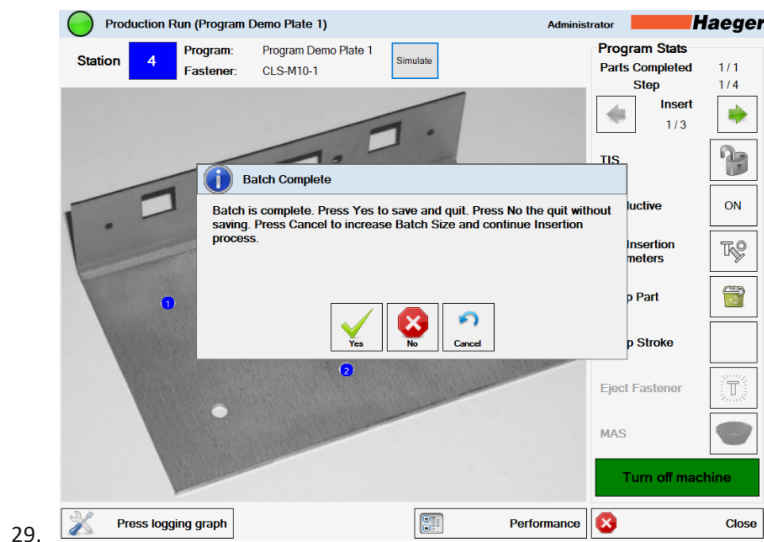 Production Run (Program Demo Plate 1)
Administrator
Haeger
Station
4
Program: Program Demo Plate 1
Fastener: CLS-M10-1
Simulate
Program Stats
Parts Completed 1/1
Step 1/4
Insert
1/3
TIS
Batch Complete
Batch is complete. Press Yes to save and quit. Press No the quit without
saving. Press Cancel to increase Batch Size and continue Insertion
process.
Yes
No
Cancel
uctive
ON
Insertion
meters
p Part
p Stroke
Eject Fastener
MAS
1
2
Turn off machine
29.
Press logging graph
Performance
Close